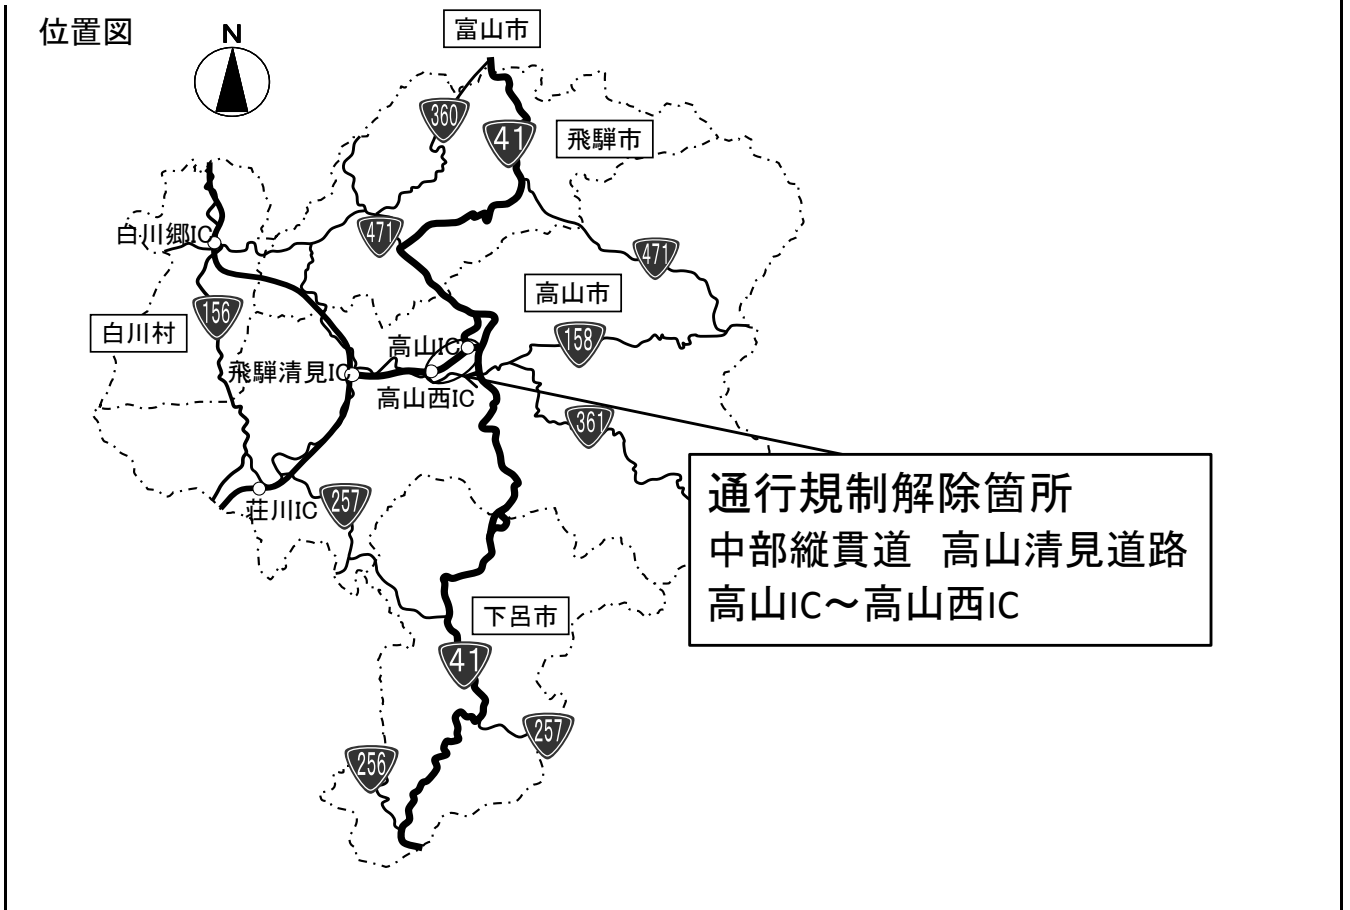 位置図
N
富山市
360
41
飛騨市
白川郷IC
471
471
高山市
156
白川村
158
高山IC
飛騨清見IC
高山西IC
361
荘川IC
257
通行規制解除箇所
中部縦貫道 高山清見道路
高山IC~高山西IC
下呂市
41
257
256